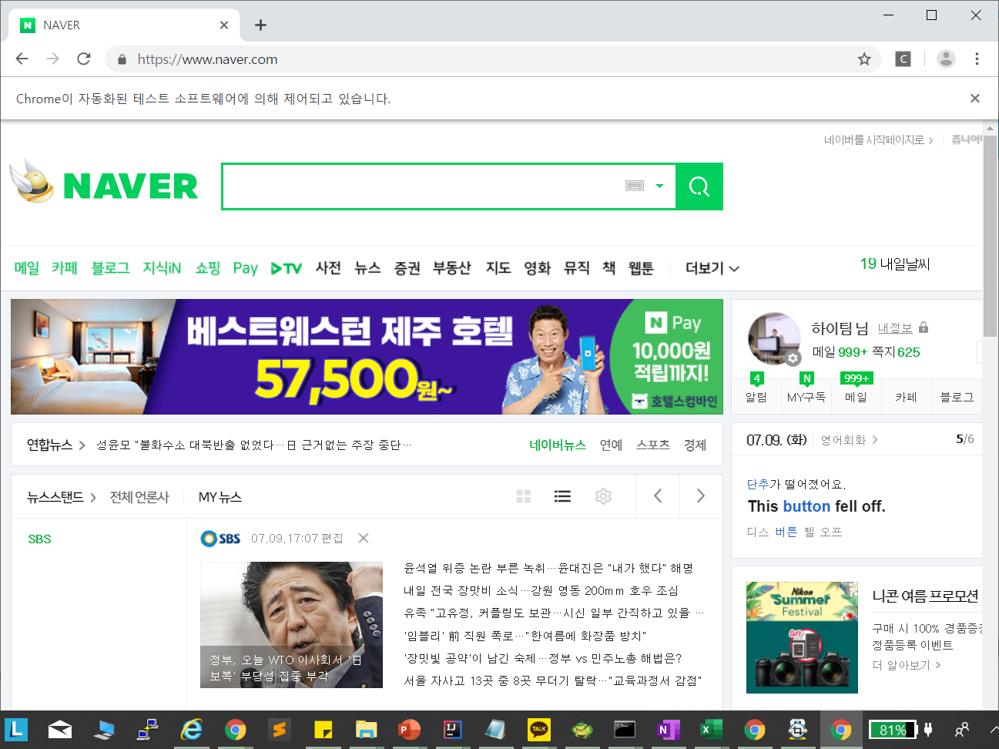 NAVER
https://www.naver.com
Chrome이 자동화된 테스트 소프트웨어에 의해 제어되고 있습니다.
네이버를 시작페이지로
NAVER
메일 카페 블로그 지식iN 쇼핑 Pay TV 사전 뉴스 증권 부동산 지도 영화 뮤직 책 웹툰 더보기
19 내일날씨
베스트웨스턴 제주 호텔
57,500원~
N Pay
10,000원
적립까지!
호텔스컴바인
하이팀 님 내정보
메일 999+ 쪽지 625
4 N 999+
알림 MY구독 메일 카페 블로그
연합뉴스 성윤모 "불화수소 대북반출 없었다…日 근거없는 주장 중단…
네이버뉴스 연예 스포츠 경제
07.09. (화) 영어회화 5/6
단추가 떨어졌어요.
This button fell off.
디스 버튼 펠 오프
뉴스스탠드 전체 언론사 MY 뉴스
SBS
SBS 07.09. 17:07 편집
정부, 오늘 WTO 이사회서 '日
보복' 부당성 집중 부각
윤석열 위증 논란 부른 녹취…윤대진은 "내가 했다" 해명
내일 전국 장맛비 소식…강원 영동 200mm 호우 조심
유족 "고유정, 커플링도 보관…시신 일부 간직하고 있을 …
'임블리' 前 직원 폭로…"한여름에 화장품 방치"
'장밋빛 공약'이 남긴 숙제…정부 vs 민주노총 해법은?
서울 자사고 13곳 중 8곳 무더기 탈락…"교육과정서 감점"
Nikon
Summer
Festival
Gift
니콘 여름 프로모션
구매 시 100% 경품증정
정품등록 이벤트
더 알아보기
L
TALK
81%